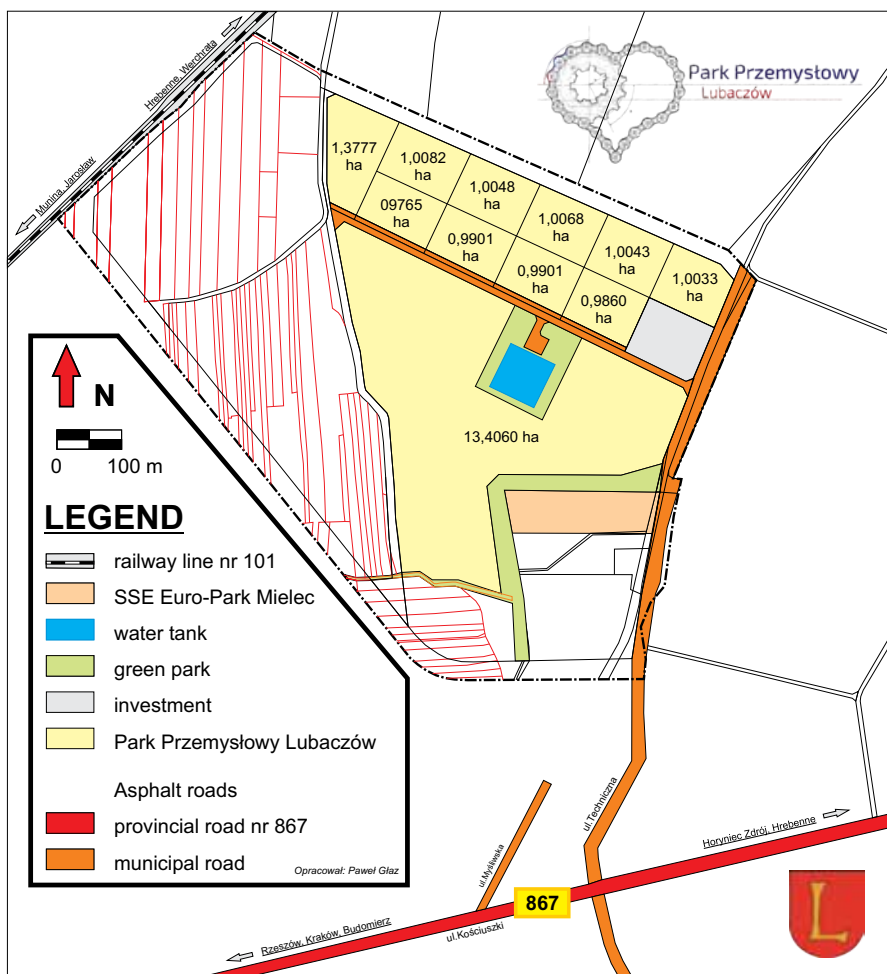 Hrebenne, Werchrata
Munina, Jarosław
Park Przemysłowy
Lubaczów
1,3777
ha
1,0082
ha
1,0048
ha
1,0068
ha
1,0043
ha
1,0033
ha
09765
ha
0,9901
ha
0,9901
ha
0,9860
ha
13,4060 ha
N
0 100 m
LEGEND
railway line nr 101
SSE Euro-Park Mielec
water tank
green park
investment
Park Przemysłowy Lubaczów
Asphalt roads
provincial road nr 867
municipal road
Opracował: Paweł Głaz
ul.Myśliwska
ul.Techniczna
Horyniec Zdrój, Hrebenne
867
ul.Kościuszki
Rzeszów, Kraków, Budomierz
L